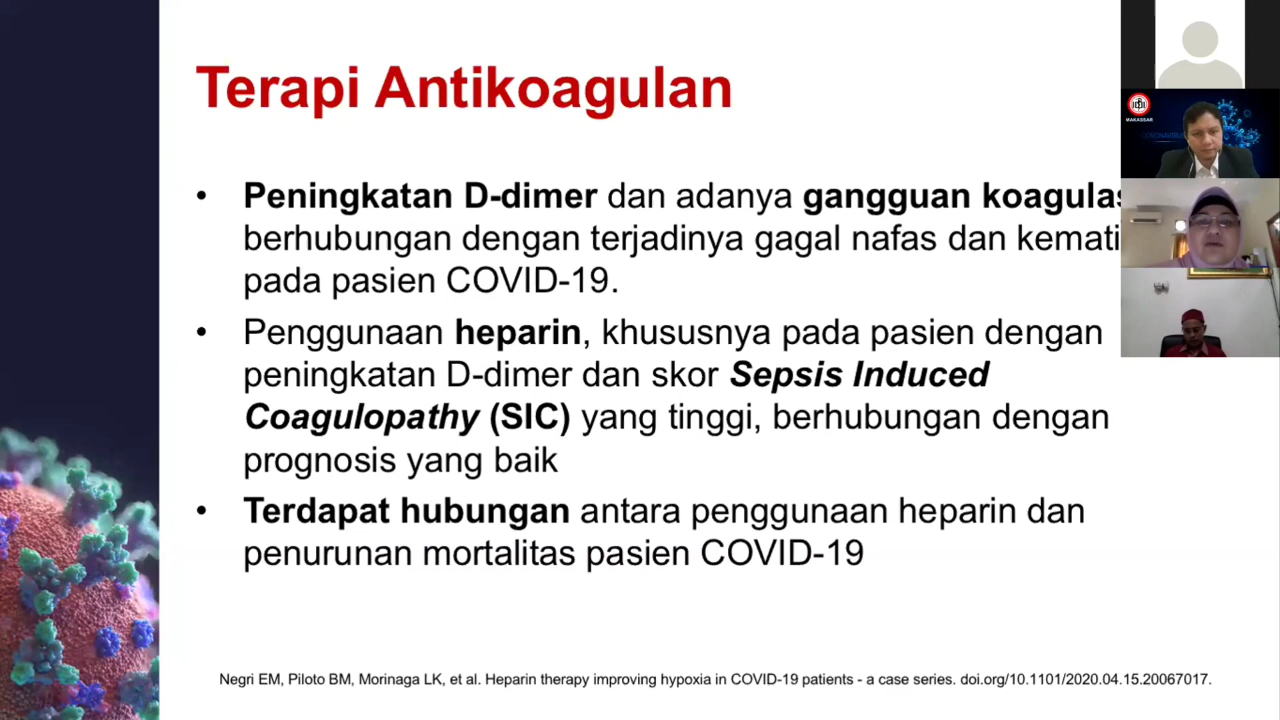 Terapi Antikoagulan
• Peningkatan D-dimer dan adanya gangguan koagulas
berhubungan dengan terjadinya gagal nafas dan kemati
pada pasien COVID-19.
• Penggunaan heparin, khususnya pada pasien dengan
peningkatan D-dimer dan skor Sepsis Induced
Coagulopathy (SIC) yang tinggi, berhubungan dengan
prognosis yang baik
• Terdapat hubungan antara penggunaan heparin dan
penurunan mortalitas pasien COVID-19
Negri EM, Piloto BM, Morinaga LK, et al. Heparin therapy improving hypoxia in COVID-19 patients - a case series. doi.org/10.1101/2020.04.15.20067017.
MAKASSAR